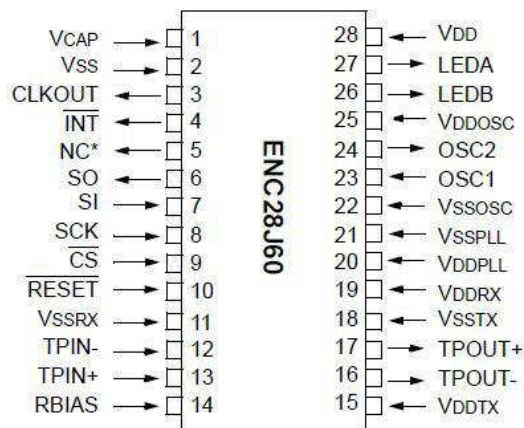 VCAP 1 28 VDD
VSS 2 27 LEDA
CLKOUT 3 26 LEDB
INT 4 25 VDDOSC
NC* 5 24 OSC2
SO 6 23 OSC1
SI 7 22 VSSOSC
SCK 8 21 VSSPLL
CS 9 20 VDDPLL
RESET 10 19 VDDRX
VSSRX 11 18 VSSTX
TPIN- 12 17 TPOUT+
TPIN+ 13 16 TPOUT-
RBIAS 14 15 VDDTX
ENC28J60